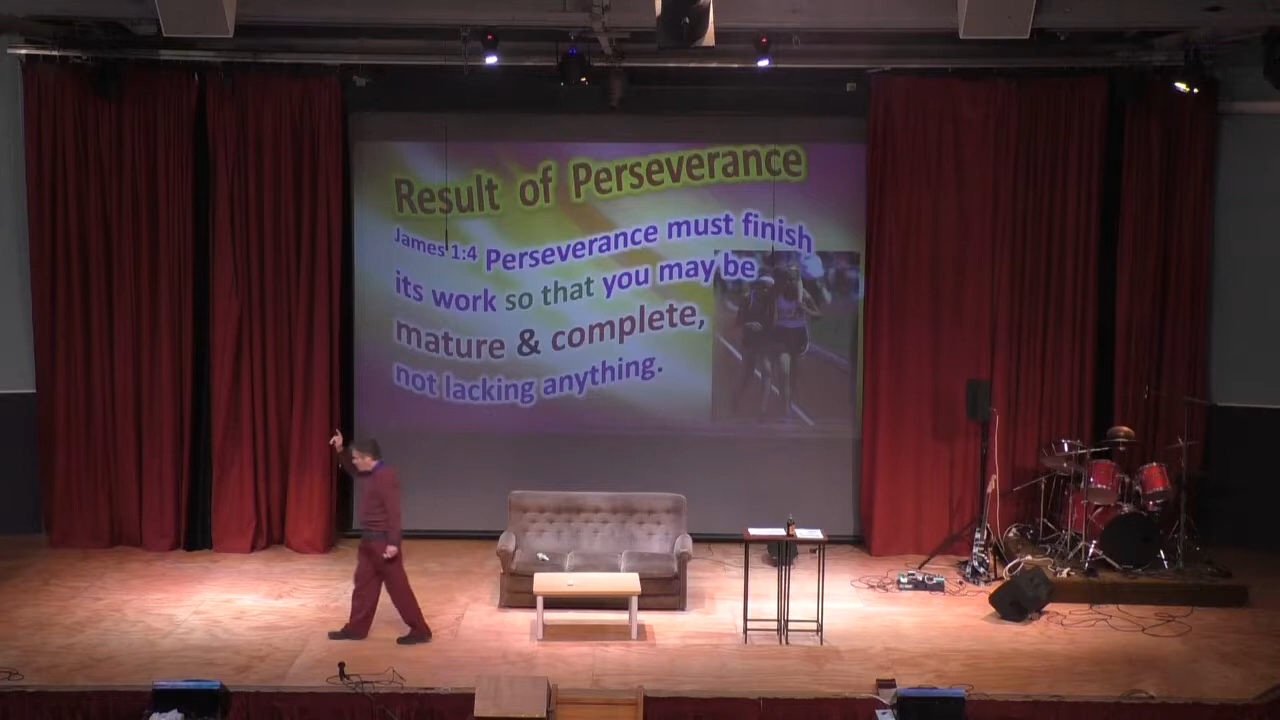 Result of Perseverance
James 1:4 Perseverance must finish
its work so that you may be
mature & complete,
not lacking anything.